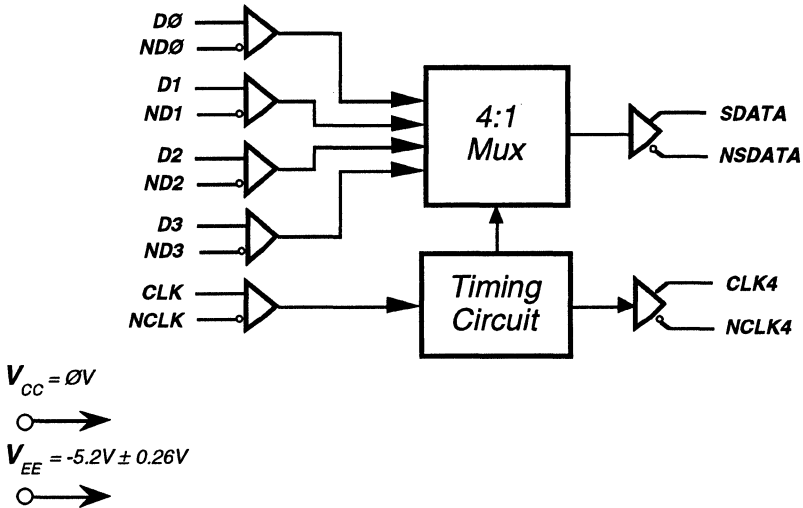 DØ
NDØ
D1
ND1
D2
ND2
D3
ND3
CLK
NCLK
4:1
Mux
SDATA
NSDATA
Timing
Circuit
CLK4
NCLK4
VCC = ØV
VEE = -5.2V ± 0.26V